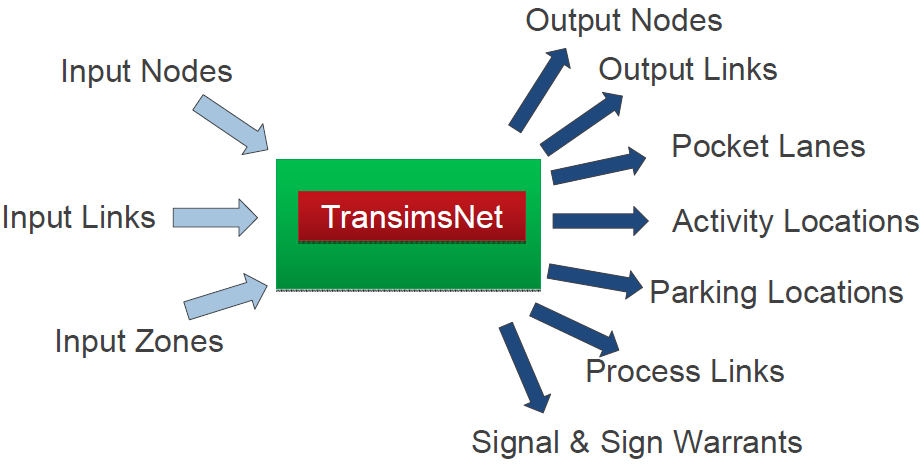 Input Nodes
Input Links
Input Zones
TransimsNet
Output Nodes
Output Links
Pocket Lanes
Activity Locations
Parking Locations
Process Links
Signal & Sign Warrants